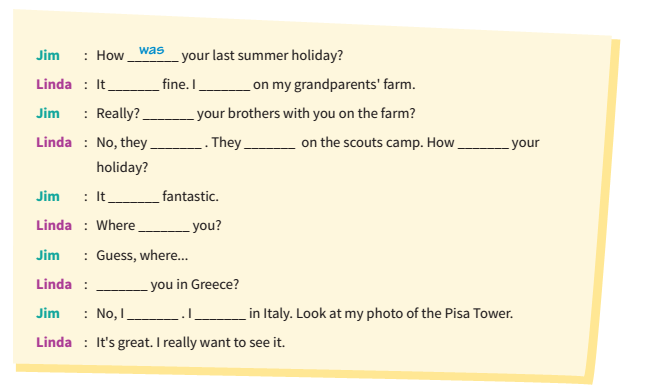 Jim : How was your last summer holiday?
Linda : It _______ fine. I _______ on my grandparents' farm.
Jim : Really? _______ your brothers with you on the farm?
Linda : No, they _______ . They _______ on the scouts camp. How _______ your
holiday?
Jim : It _______ fantastic.
Linda : Where _______ you?
Jim : Guess, where...
Linda : _______ you in Greece?
Jim : No, I _______ . I _______ in Italy. Look at my photo of the Pisa Tower.
Linda : It's great. I really want to see it.